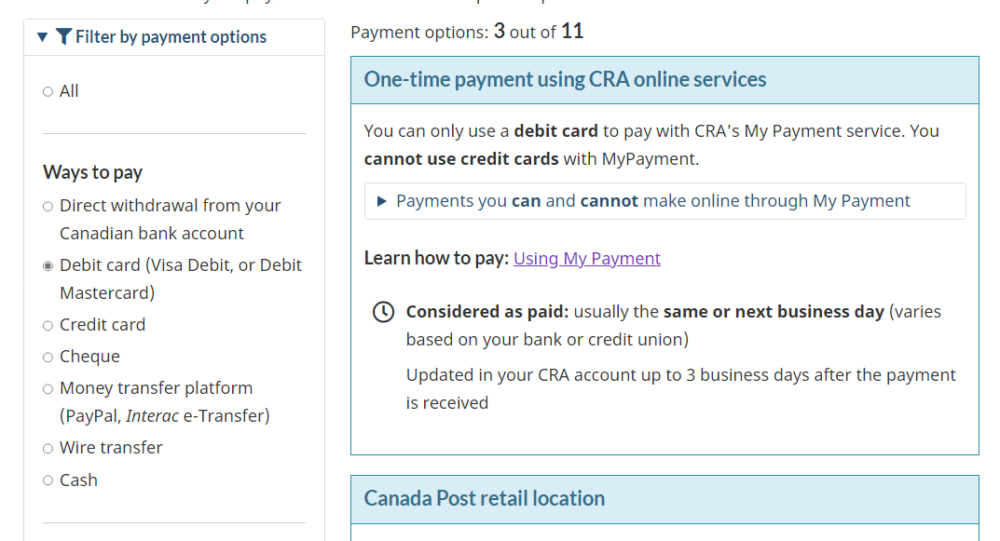 Filter by payment options
All
Ways to pay
Direct withdrawal from your
Canadian bank account
Debit card (Visa Debit, or Debit
Mastercard)
Credit card
Cheque
Money transfer platform
(PayPal, Interac e-Transfer)
Wire transfer
Cash
Payment options: 3 out of 11
One-time payment using CRA online services
You can only use a debit card to pay with CRA's My Payment service. You
cannot use credit cards with MyPayment.
Payments you can and cannot make online through My Payment
Learn how to pay: Using My Payment
Considered as paid: usually the same or next business day (varies
based on your bank or credit union)
Updated in your CRA account up to 3 business days after the payment
is received
Canada Post retail location